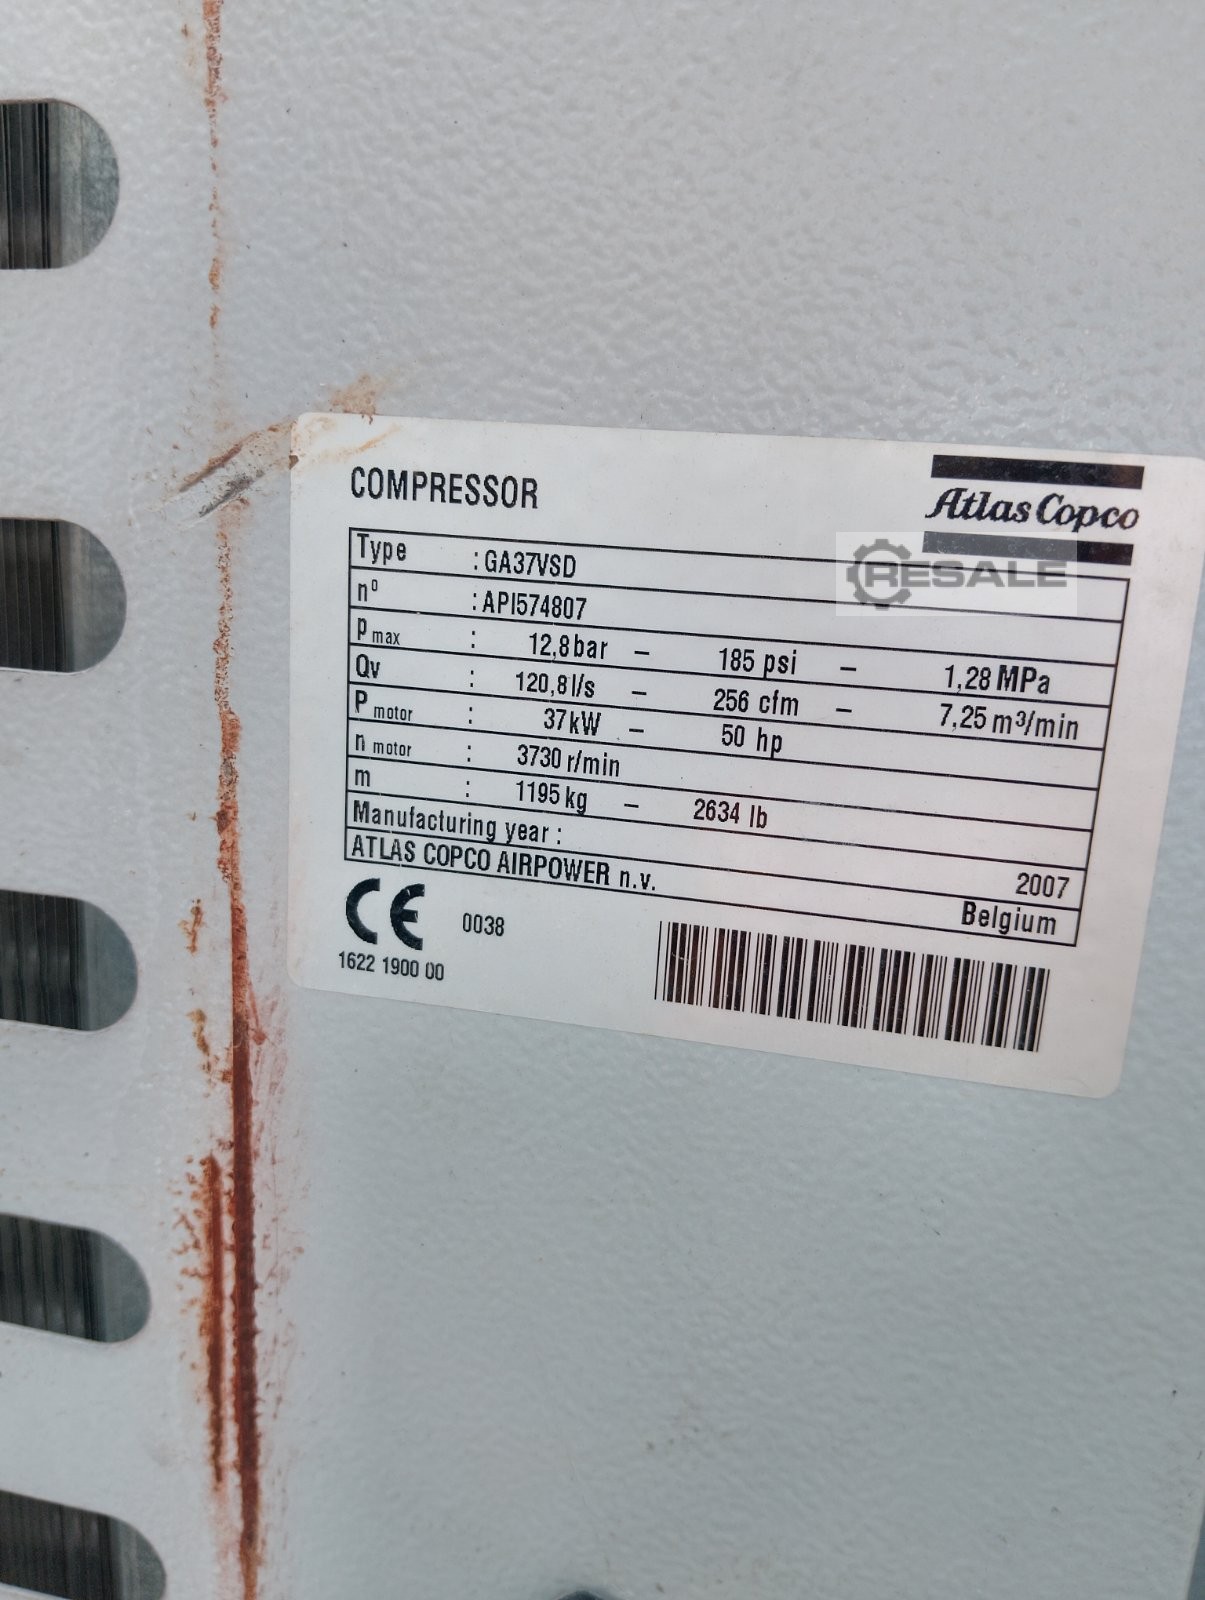 COMPRESSOR
Atlas Copco
RESALE
Type : GA37VSD
nº : API574807
Pmax : 12,8 bar – 185 psi – 1,28 MPa
Qv : 120,8 l/s – 256 cfm – 7,25 m³/min
P motor : 37 kW – 50 hp
n motor : 3730 r/min
m : 1195 kg – 2634 lb
Manufacturing year : 2007
ATLAS COPCO AIRPOWER n.v. Belgium
CE 0038
1622 1900 00